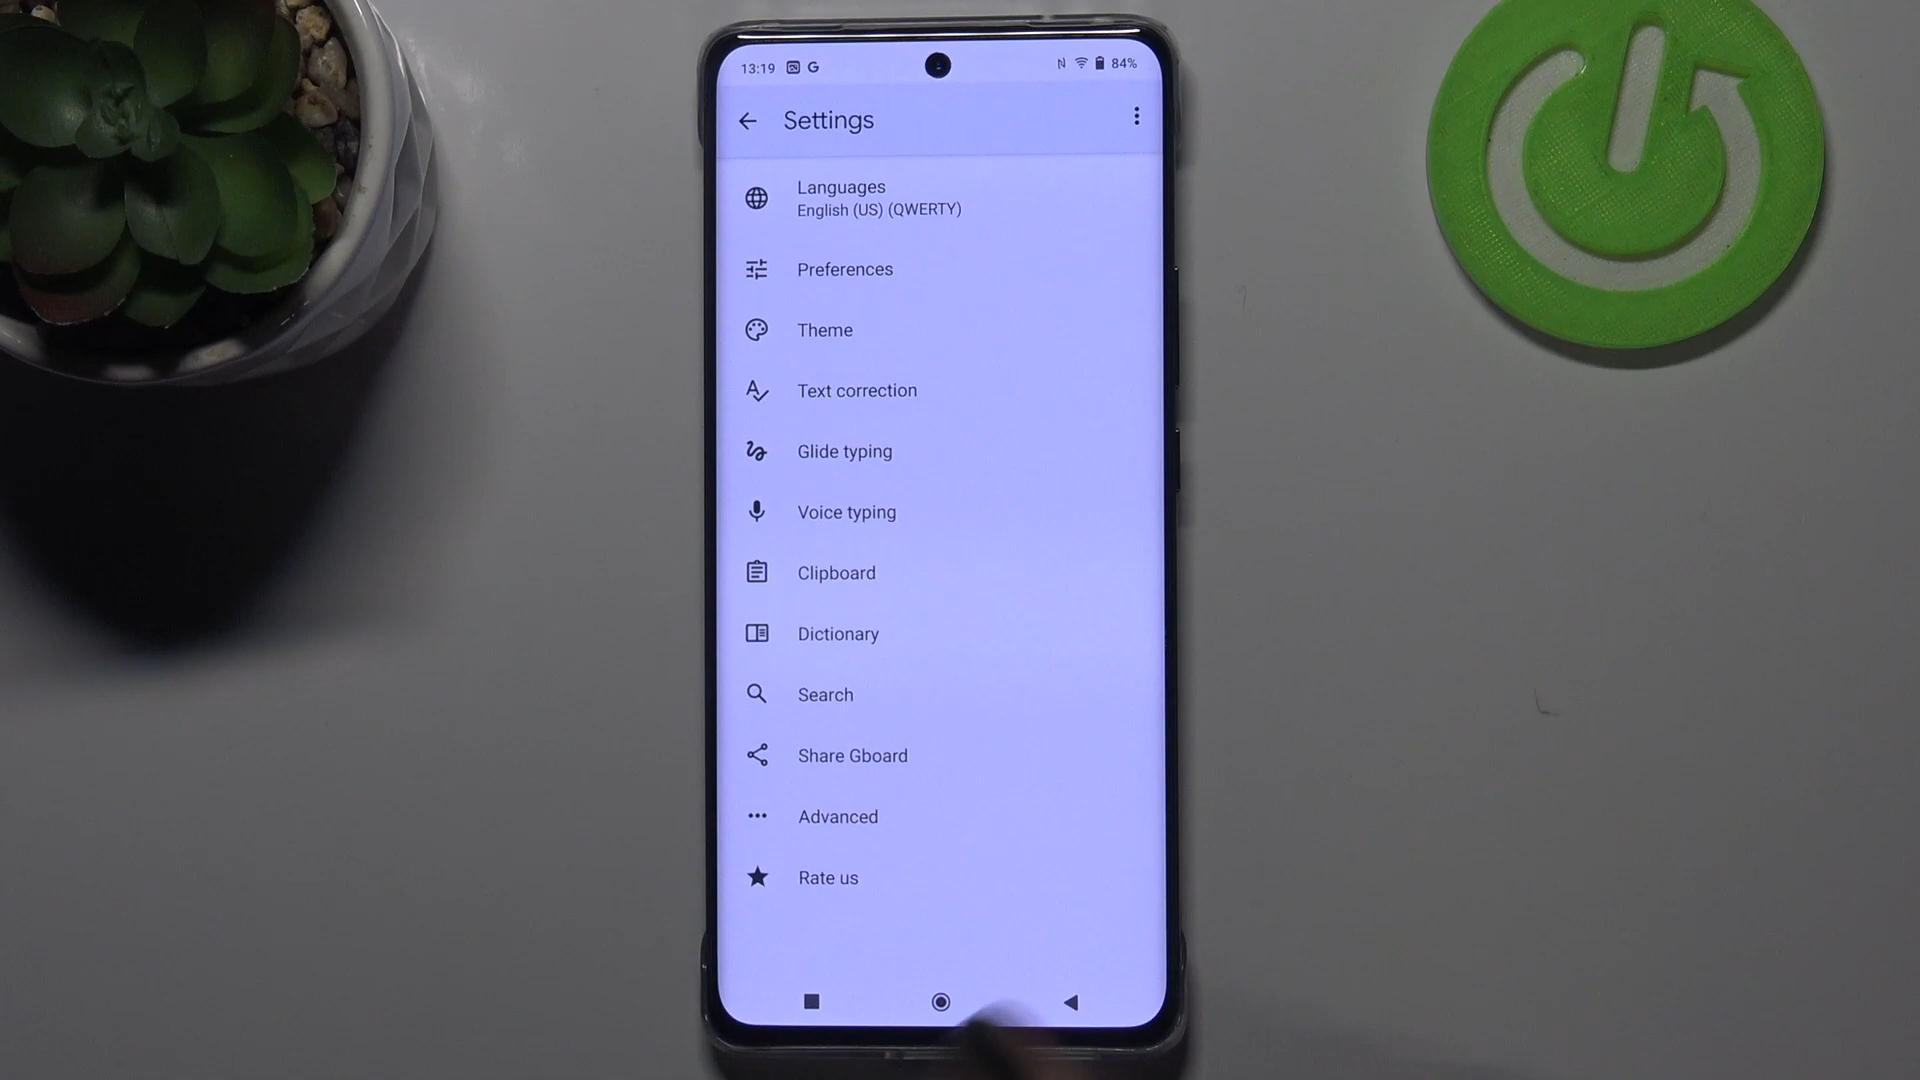 13:19
84%
Settings
Languages
English (US) (QWERTY)
Preferences
Theme
Text correction
Glide typing
Voice typing
Clipboard
Dictionary
Search
Share Gboard
Advanced
Rate us